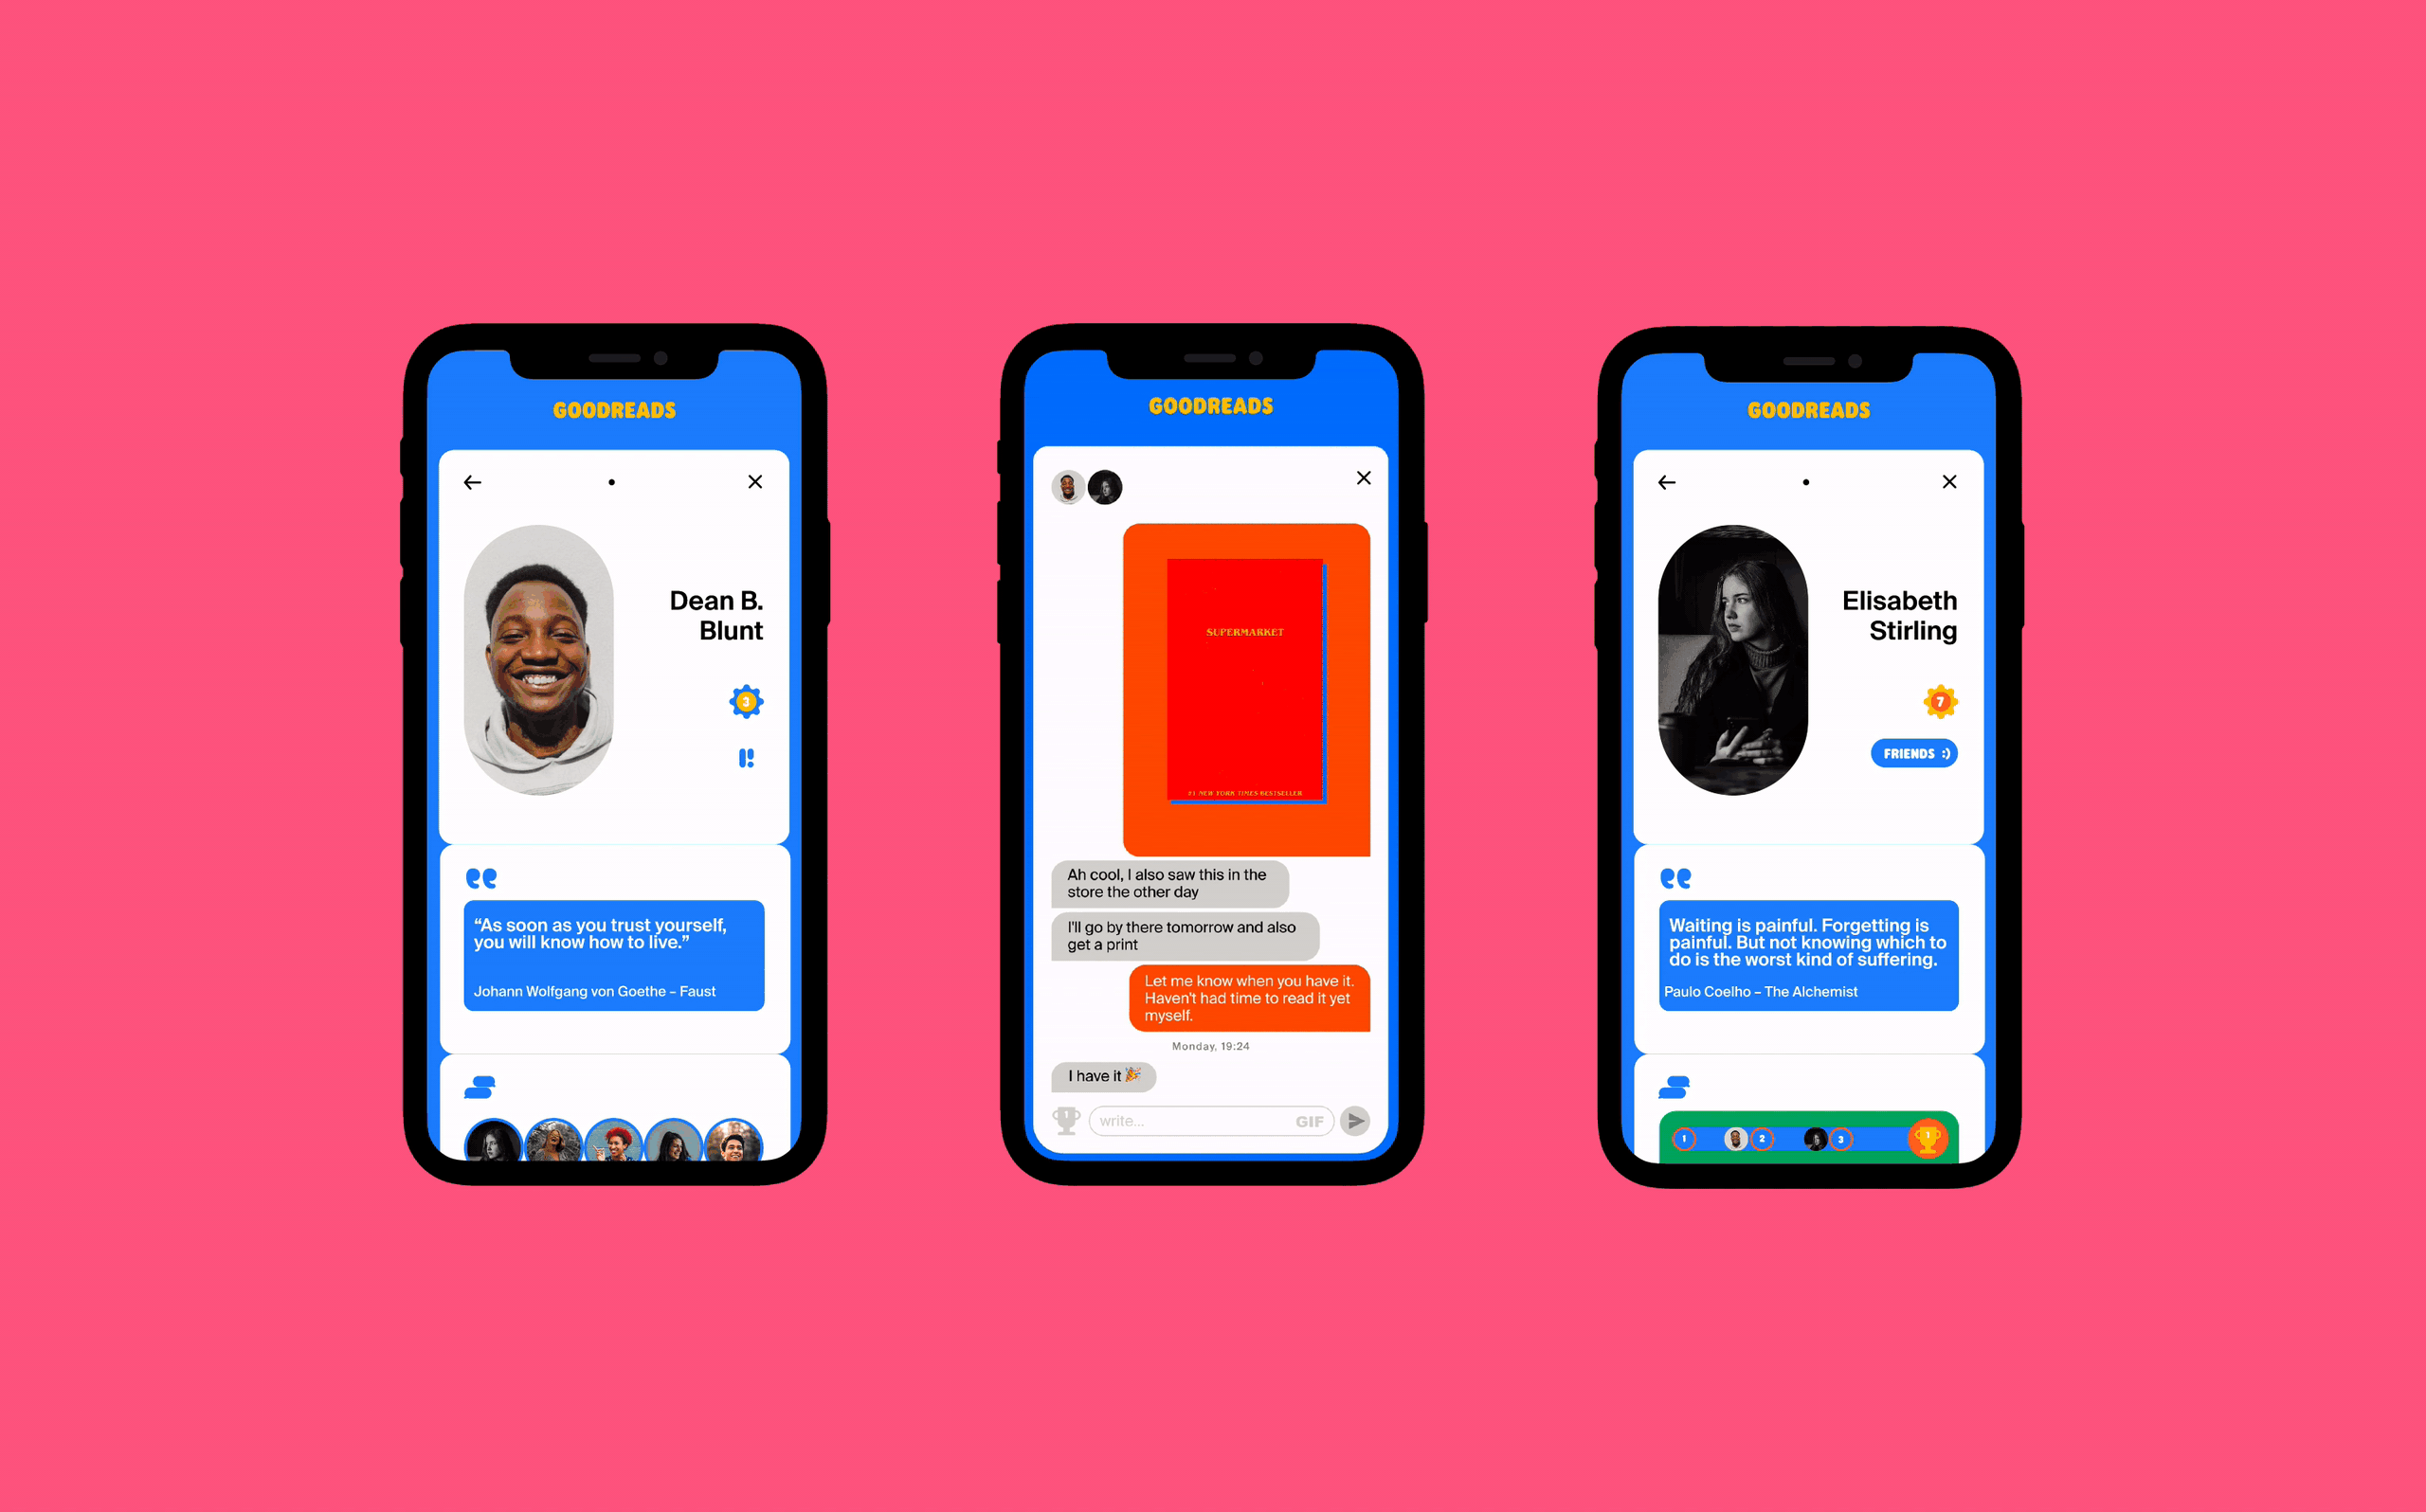 GOODREADS
Dean B.
Blunt
3
“As soon as you trust yourself,
you will know how to live.”
Johann Wolfgang von Goethe – Faust
GOODREADS
SUPERMARKET
#1 NEW YORK TIMES BESTSELLER
Ah cool, I also saw this in the
store the other day
I'll go by there tomorrow and also
get a print
Let me know when you have it.
Haven't had time to read it yet
myself.
Monday, 19:24
I have it 🎉
1
write...
GIF
GOODREADS
Elisabeth
Stirling
7
FRIENDS :)
Waiting is painful. Forgetting is
painful. But not knowing which to
do is the worst kind of suffering.
Paulo Coelho – The Alchemist
1
2
3
1